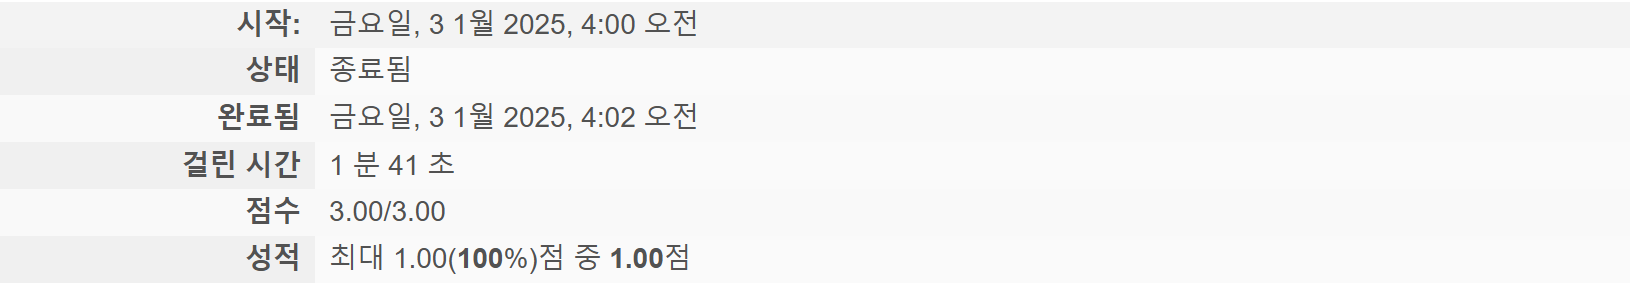 시작: 금요일, 3 1월 2025, 4:00 오전
상태 종료됨
완료됨 금요일, 3 1월 2025, 4:02 오전
걸린 시간 1 분 41 초
점수 3.00/3.00
성적 최대 1.00(100%)점 중 1.00점